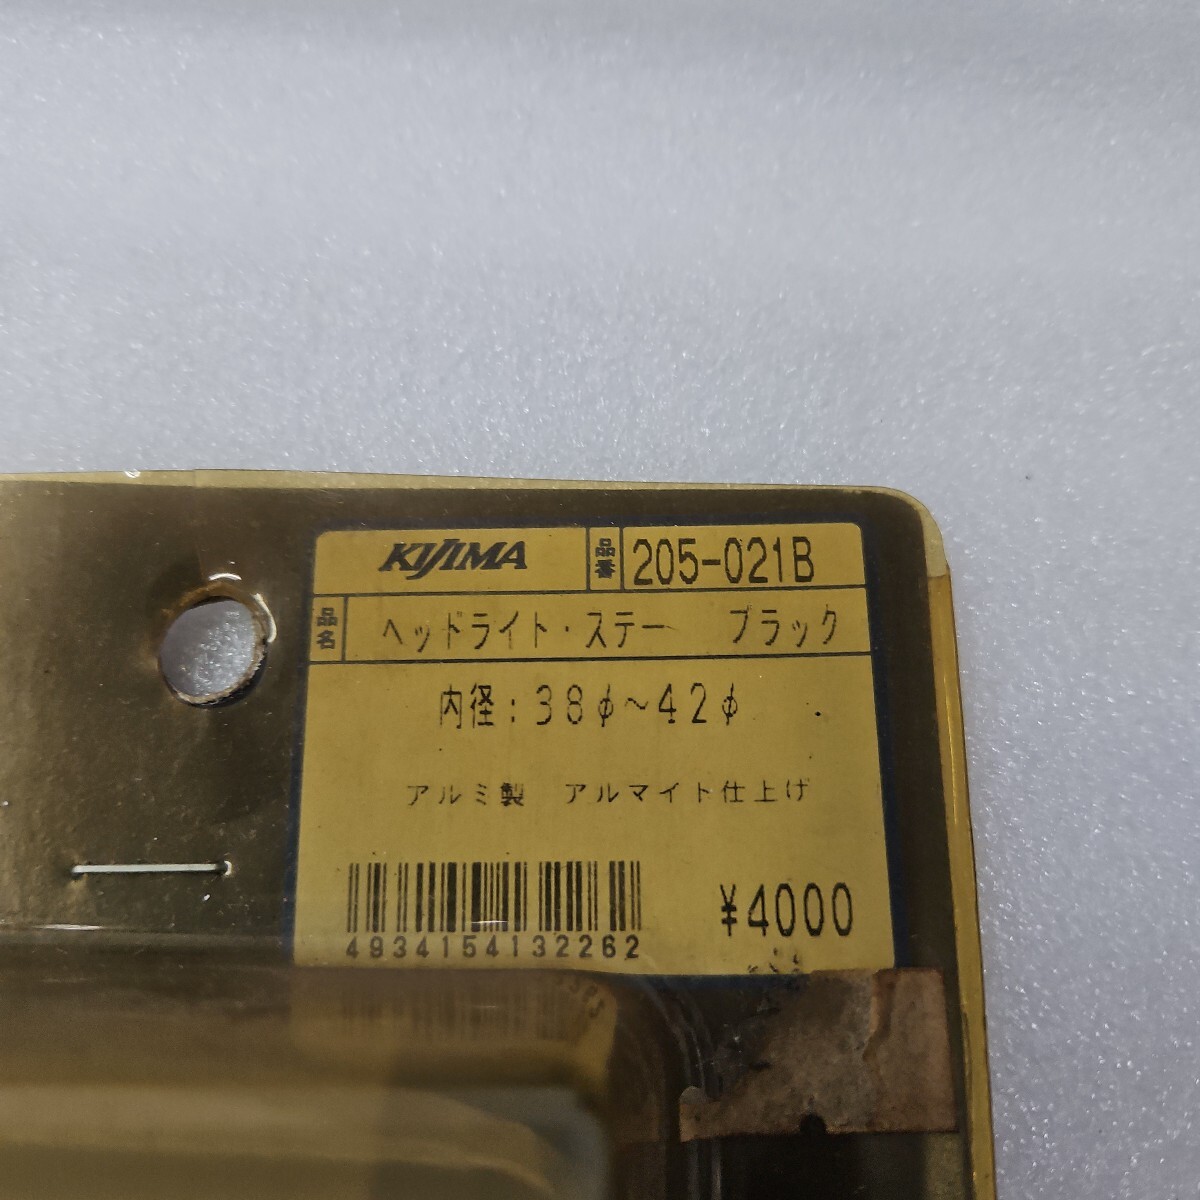 KIJIMA 品番 205-021B
品名 ヘッドライト・ステー ブラック
内径:38φ~42φ
アルミ製 アルマイト仕上げ
¥4000
4934154132262